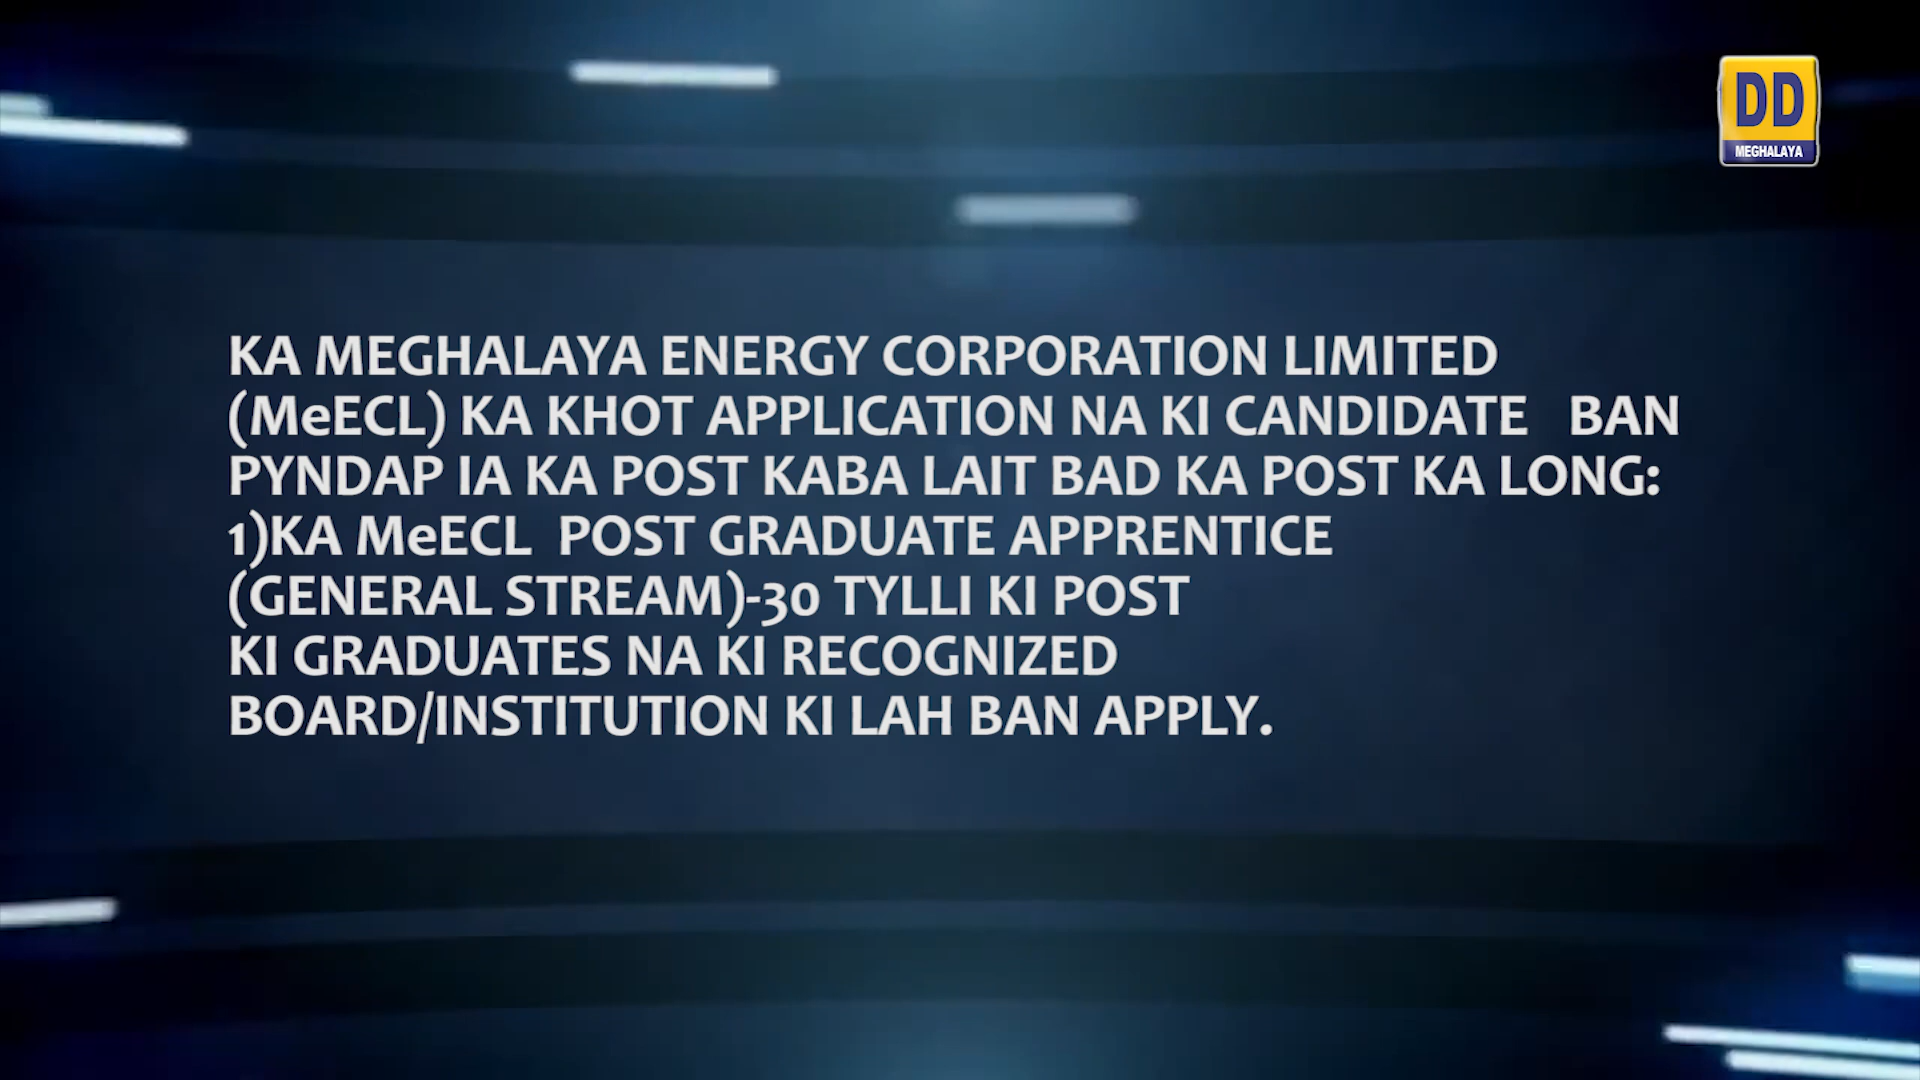 DD
MEGHALAYA
KA MEGHALAYA ENERGY CORPORATION LIMITED
(MeECL) KA KHOT APPLICATION NA KI CANDIDATE   BAN
PYNDAP IA KA POST KABA LAIT BAD KA POST KA LONG:
1)KA MeECL  POST GRADUATE APPRENTICE
(GENERAL STREAM)-30 TYLLI KI POST
KI GRADUATES NA KI RECOGNIZED
BOARD/INSTITUTION KI LAH BAN APPLY.